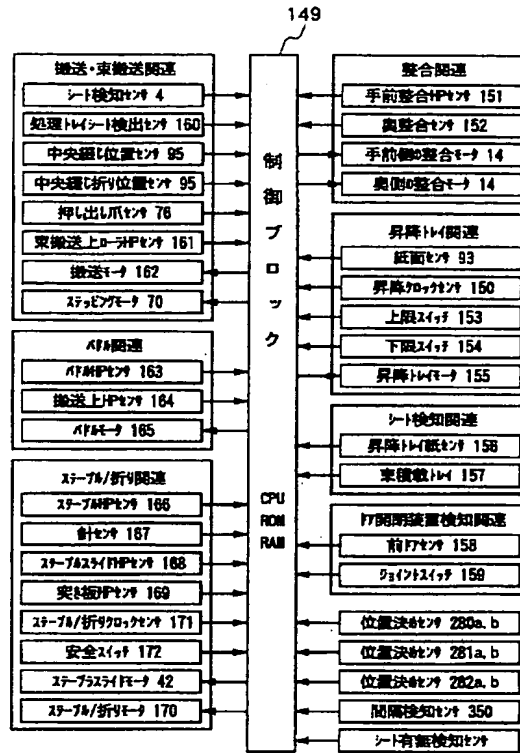 149
搬送・束搬送関連
シート検知センサ 4
処理トレイシート検出センサ 160
中央綴じ位置センサ 95
中央綴じ折り位置センサ 95
押し出し爪センサ 76
束搬送上ローラHPセンサ 161
搬送モータ 162
ステッピングモータ 70
パドル関連
パドルHPセンサ 163
搬送上HPセンサ 164
パドルモータ 165
ステープル/折り関連
ステープルHPセンサ 166
針センサ 167
ステープルスライドHPセンサ 168
突き板HPセンサ 169
ステープル/折りクロックセンサ 171
安全スイッチ 172
ステープラスライドモータ 42
ステープル/折りモータ 170
制御ブロック
CPU
ROM
RAM
整合関連
手前整合HPセンサ 151
奥整合センサ 152
手前側の整合モータ 14
奥側の整合モータ 14
昇降トレイ関連
紙面センサ 93
昇降クロックセンサ 150
上限スイッチ 153
下限スイッチ 154
昇降トレイモータ 155
シート検知関連
昇降トレイ紙センサ 156
束積載トレイ 157
ドア開閉装置検知関連
前ドアセンサ 158
ジョイントスイッチ 159
位置決めセンサ 280a,b
位置決めセンサ 281a,b
位置決めセンサ 282a,b
間隔検知センサ 350
シート有無検知センサ